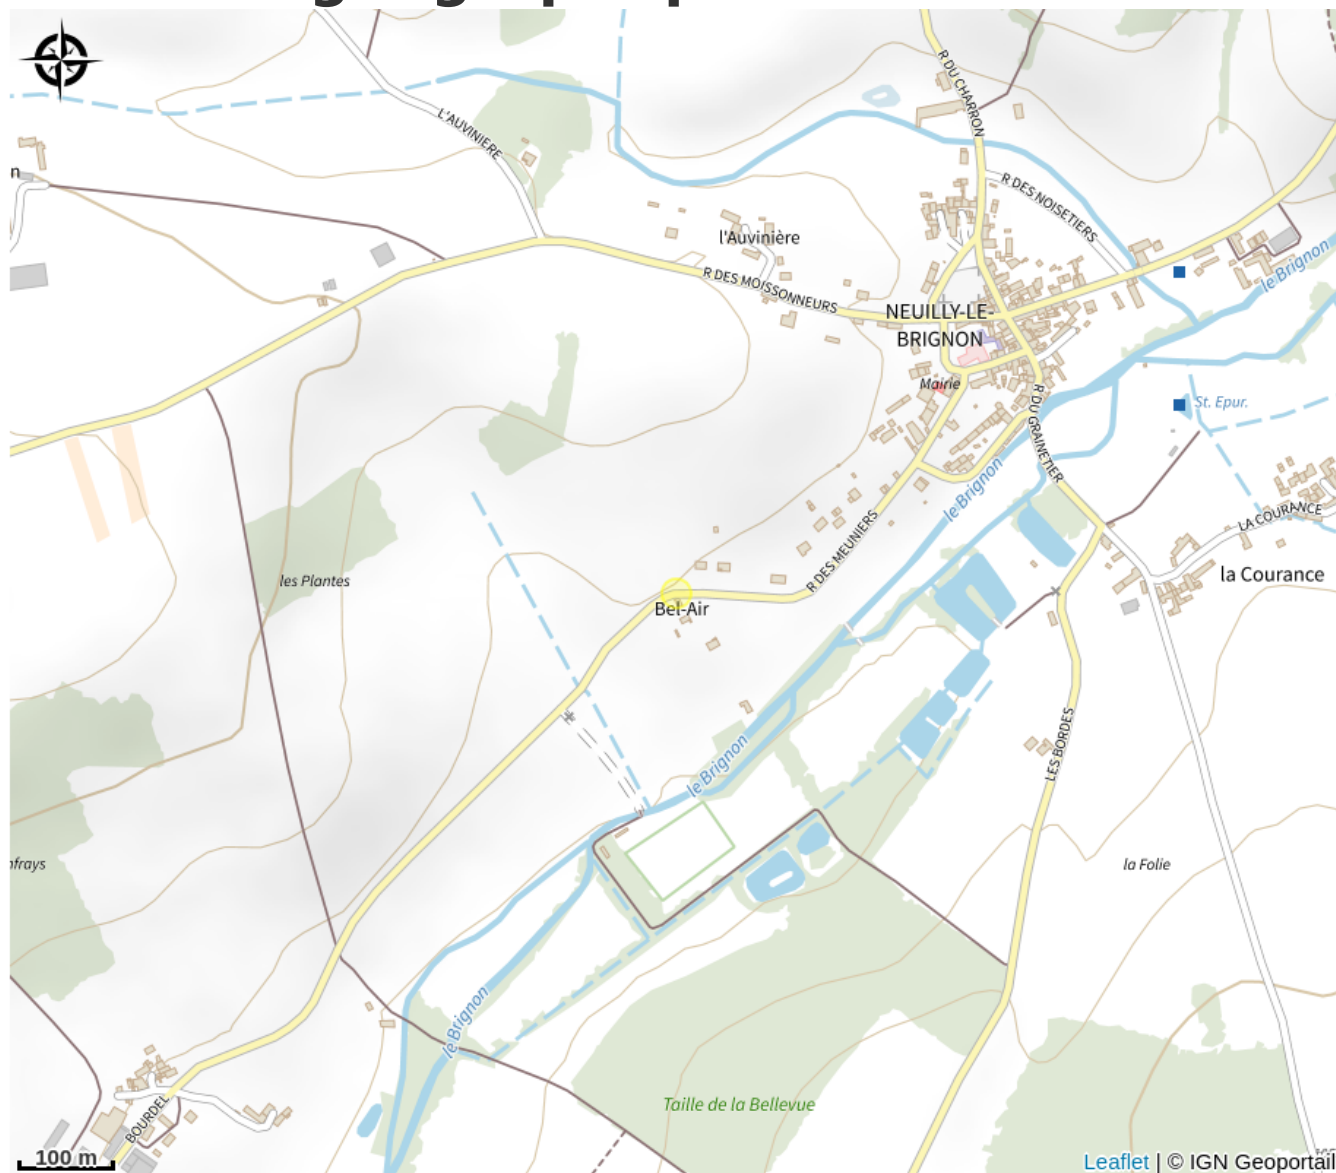 R DU CHARRON
L'AUVINIERE
n
R DES NOISETIERS
l'Auvinière
le Brignon
R DES MOISSONNEURS
NEUILLY-LE-
BRIGNON
Mairie
R DU GRAINETIER
St. Epur.
le Brignon
LA COURANCE
R DES MEUNIERS
les Plantes
la Courance
Bel-Air
LES BORDES
le Brignon
nfrays
la Folie
le Brignon
Taille de la Bellevue
BOURDEL
100 m
Leaflet | © IGN Geoportail